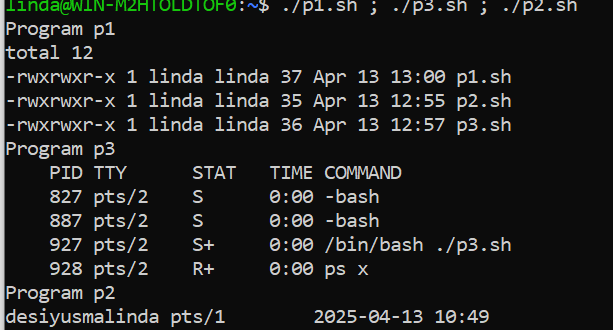 linda@WIN-M2HTOLDTOF0:~$ ./p1.sh ; ./p3.sh ; ./p2.sh
Program p1
total 12
-rwxrwxr-x 1 linda linda 37 Apr 13 13:00 p1.sh
-rwxrwxr-x 1 linda linda 35 Apr 13 12:55 p2.sh
-rwxrwxr-x 1 linda linda 36 Apr 13 12:57 p3.sh
Program p3
PID TTY STAT TIME COMMAND
827 pts/2 S 0:00 -bash
887 pts/2 S 0:00 -bash
927 pts/2 S+ 0:00 /bin/bash ./p3.sh
928 pts/2 R+ 0:00 ps x
Program p2
desiyusmalinda pts/1 2025-04-13 10:49